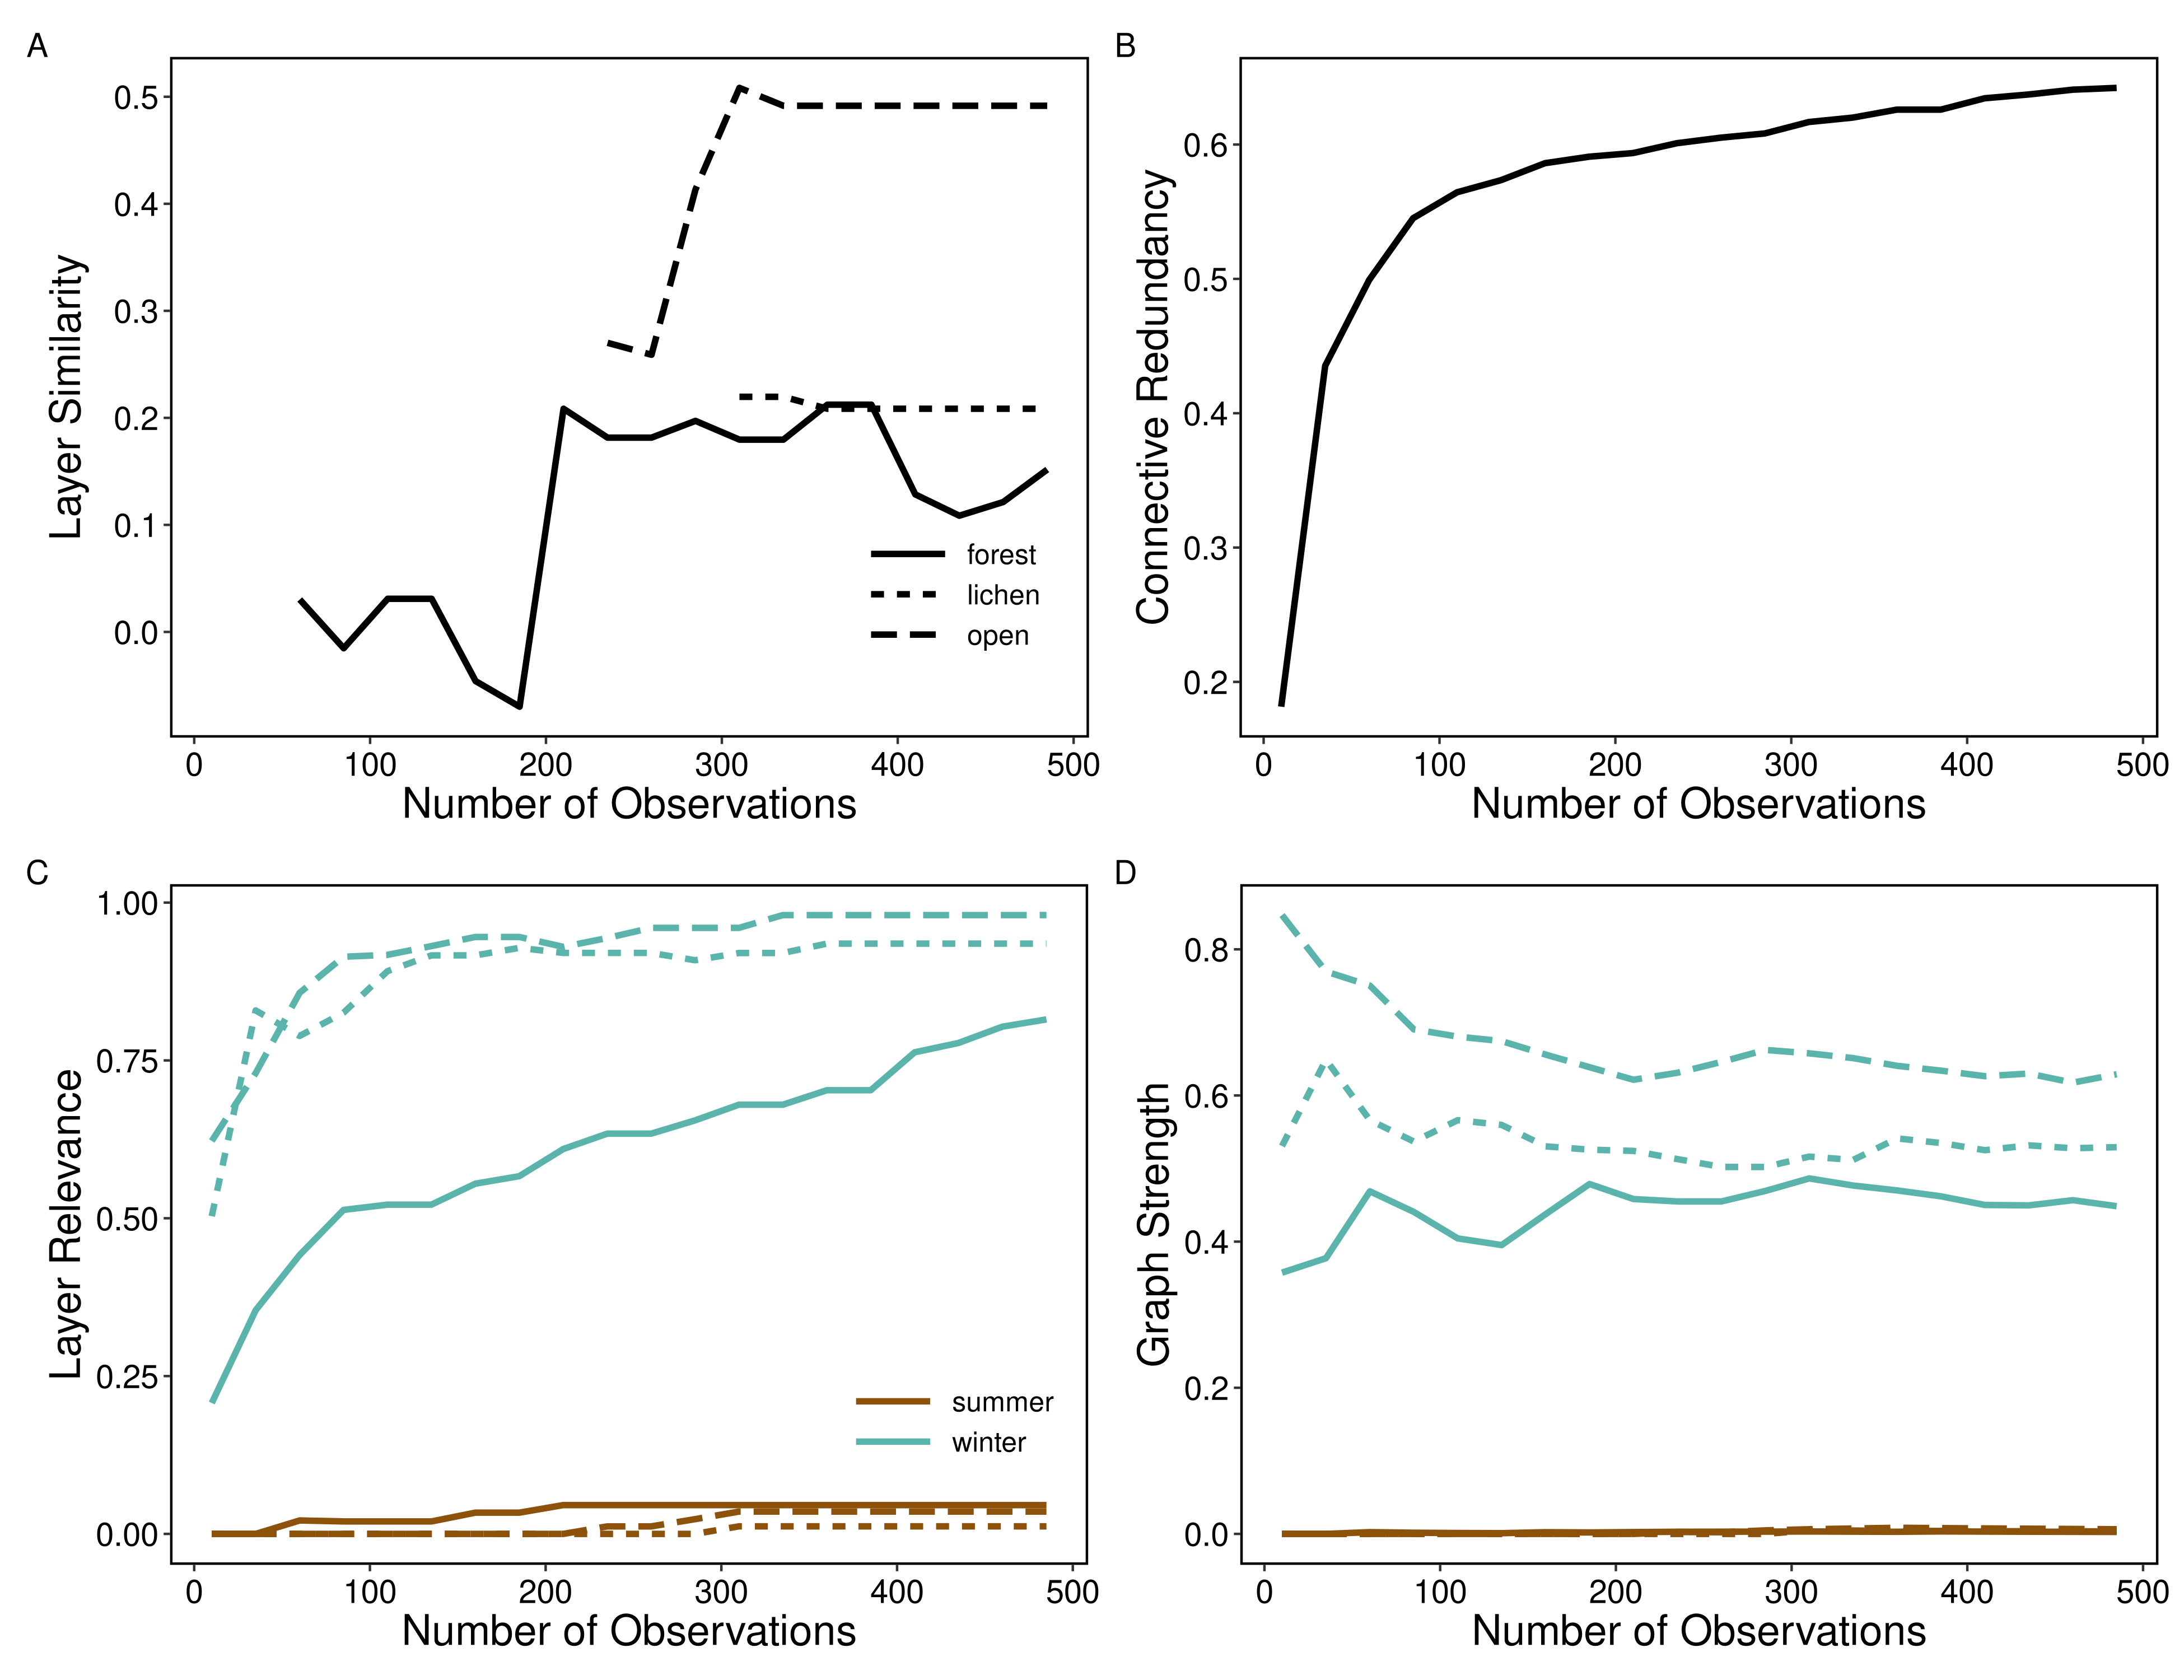 A
0.5
0.4
0.3
0.2
0.1
0.0
Layer Similarity
forest
lichen
open
0 100 200 300 400 500
Number of Observations
B
0.6
0.5
0.4
0.3
0.2
Connective Redundancy
0 100 200 300 400 500
Number of Observations
C
1.00
0.75
0.50
0.25
0.00
Layer Relevance
summer
winter
0 100 200 300 400 500
Number of Observations
D
0.8
0.6
0.4
0.2
0.0
Graph Strength
0 100 200 300 400 500
Number of Observations